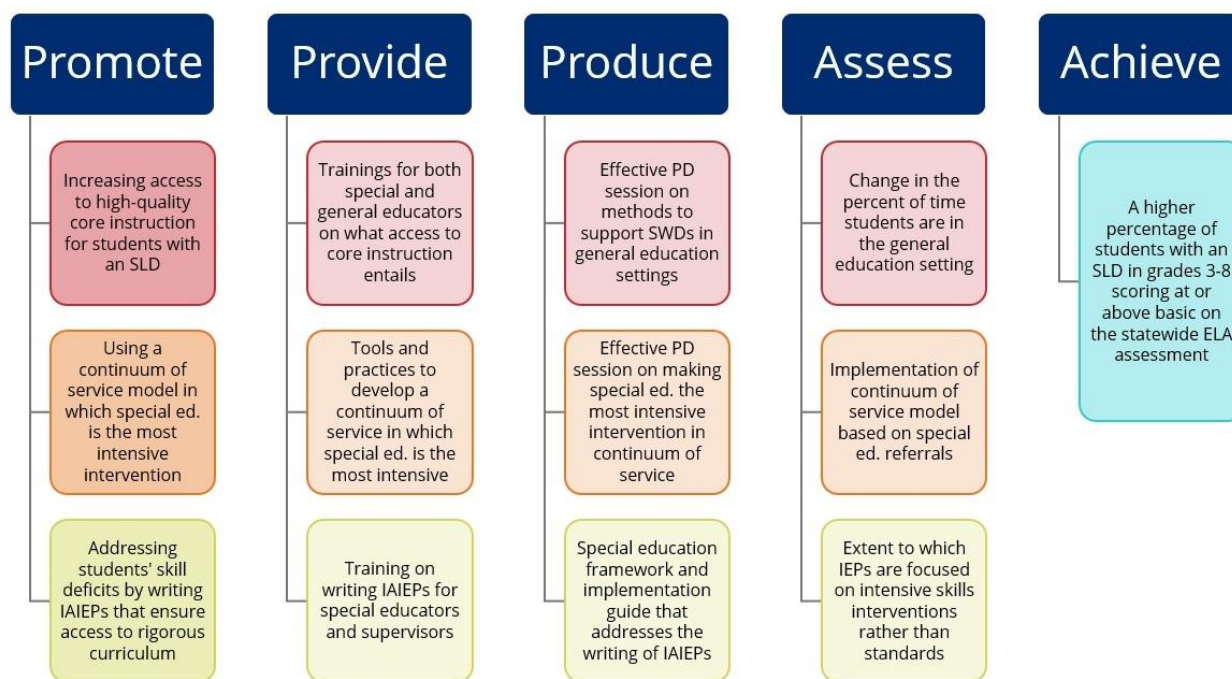 Promote
Increasing access
to high-quality
core instruction
for students with
an SLD
Using a
continuum of
service model in
which special ed.
is the most
intensive
intervention
Addressing
students' skill
deficits by writing
IAIEPs that ensure
access to rigorous
curriculum
Provide
Trainings for both
special and
general educators
on what access to
core instruction
entails
Tools and
practices to
develop a
continuum of
service in which
special ed. is the
most intensive
Training on
writing IAIEPs for
special educators
and supervisors
Produce
Effective PD
session on
methods to
support SWDs in
general education
settings
Effective PD
session on making
special ed. the
most intensive
intervention in
continuum of
service
Special education
framework and
implementation
guide that
addresses the
writing of IAIEPs
Assess
Change in the
percent of time
students are in
the general
education setting
Implementation of
continuum of
service model
based on special
ed. referrals
Extent to which
IEPs are focused
on intensive skills
interventions
rather than
standards
Achieve
A higher
percentage of
students with an
SLD in grades 3-8
scoring at or
above basic on
the statewide ELA
assessment